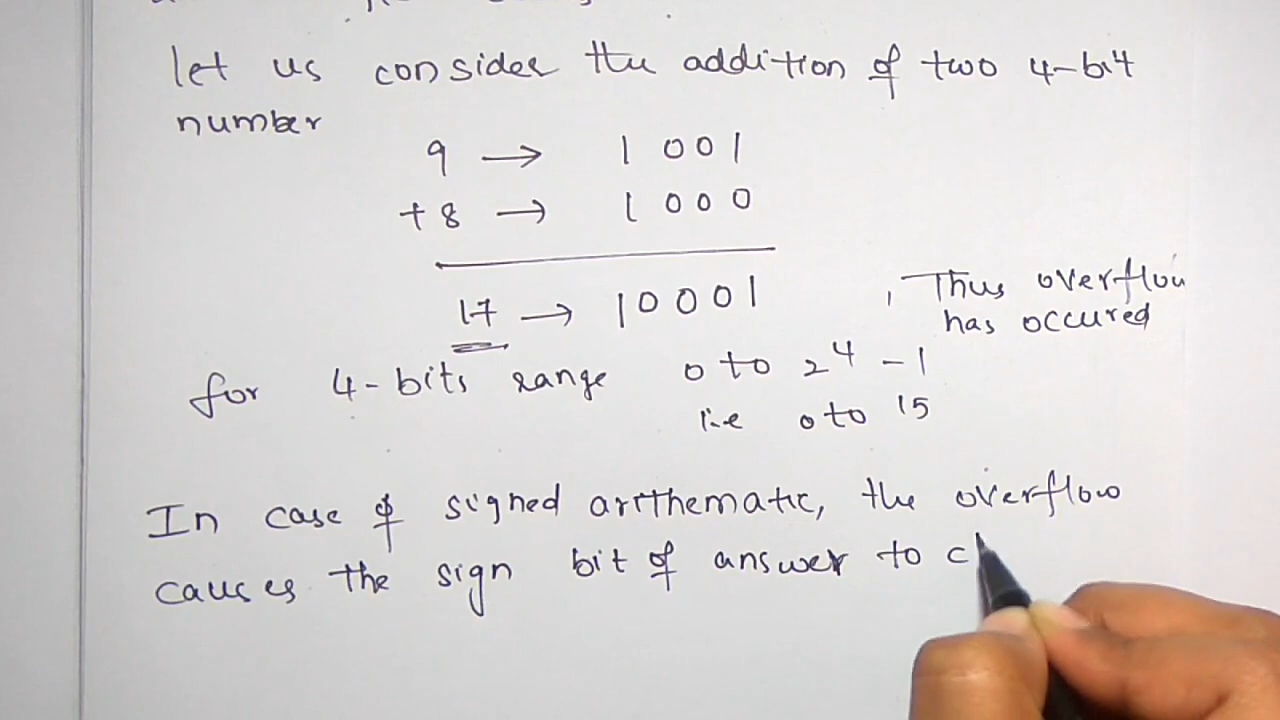 let us consider the addition of two 4-bit
number
9 → 1 0 0 1
+ 8 → 1 0 0 0
17 → 1 0 0 0 1 , Thus overflow
has occured
for 4-bits range 0 to 2⁴ - 1
i.e 0 to 15
In case of signed arithematic, the overflow
causes the sign bit of answer to c